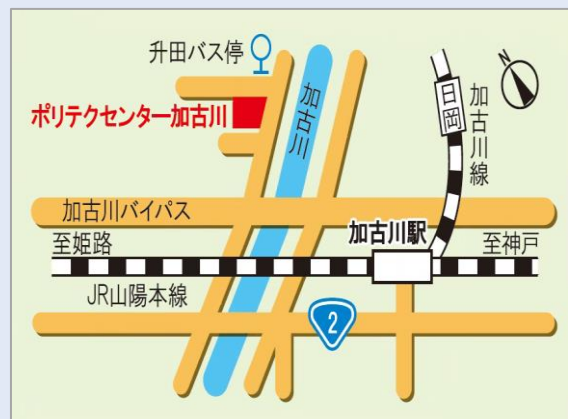 升田バス停
N
ポリテクセンター加古川
加古川
日岡
加古川線
加古川バイパス
至姫路
加古川駅
至神戸
JR山陽本線
2